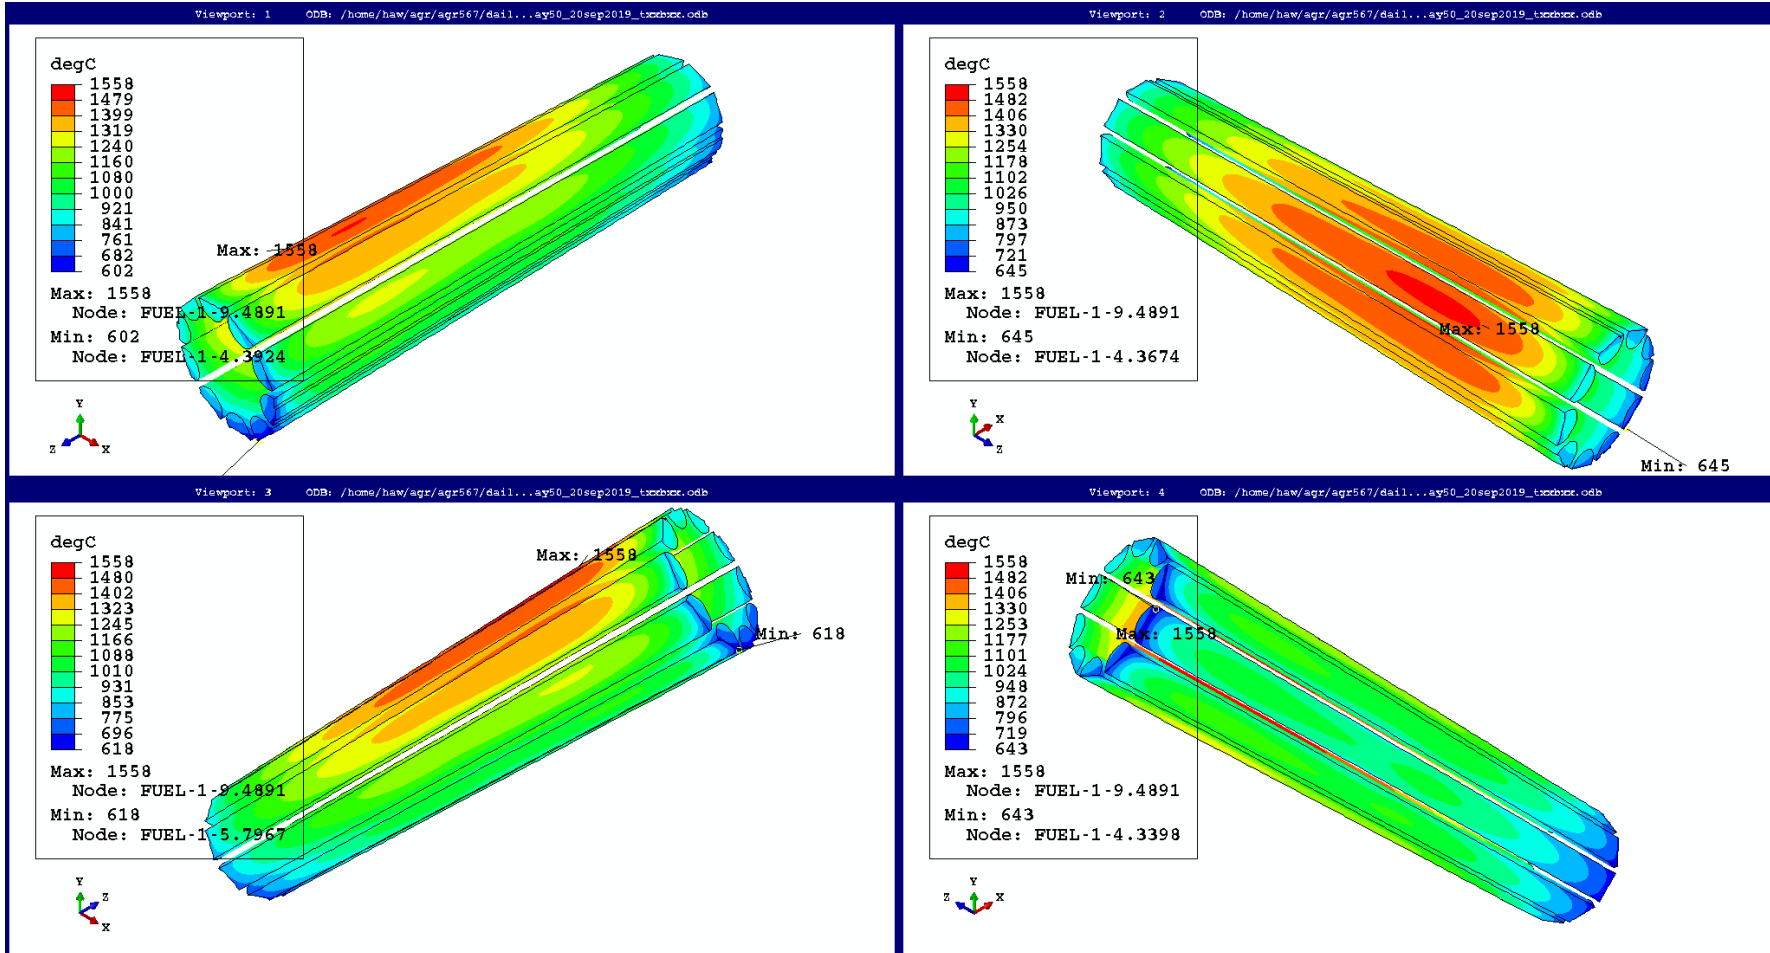 Viewport: 1 ODB: /home/haw/agr/agr567/dail...ay50_20sep2019_txxxbxxx.odb
degC
1558
1479
1399
1319
1240
1160
1080
1000
921
841
761
682
602
Max: 1558
Max: 1558
Node: FUEL-1-9.4891
Min: 602
Node: FUEL-1-4.3924
Y
Z
X
Viewport: 2 ODB: /home/haw/agr/agr567/dail...ay50_20sep2019_txxxbxxx.odb
degC
1558
1482
1406
1330
1254
1178
1102
1026
950
873
797
721
645
Max: 1558
Node: FUEL-1-9.4891
Max: 1558
Min: 645
Node: FUEL-1-4.3674
Y
X
Z
Min: 645
Viewport: 3 ODB: /home/haw/agr/agr567/dail...ay50_20sep2019_txxxbxxx.odb
degC
Max: 1558
1558
1480
1402
1323
1245
1166
1088
1010
931
853
775
696
618
Min: 618
Max: 1558
Node: FUEL-1-9.4891
Min: 618
Node: FUEL-1-5.7967
Y
Z
X
Viewport: 4 ODB: /home/haw/agr/agr567/dail...ay50_20sep2019_txxxbxxx.odb
degC
1558
1482
1406
1330
1253
1177
1101
1024
948
872
796
719
643
Min: 643
Max: 1558
Max: 1558
Node: FUEL-1-9.4891
Min: 643
Node: FUEL-1-4.3398
Y
Z
X